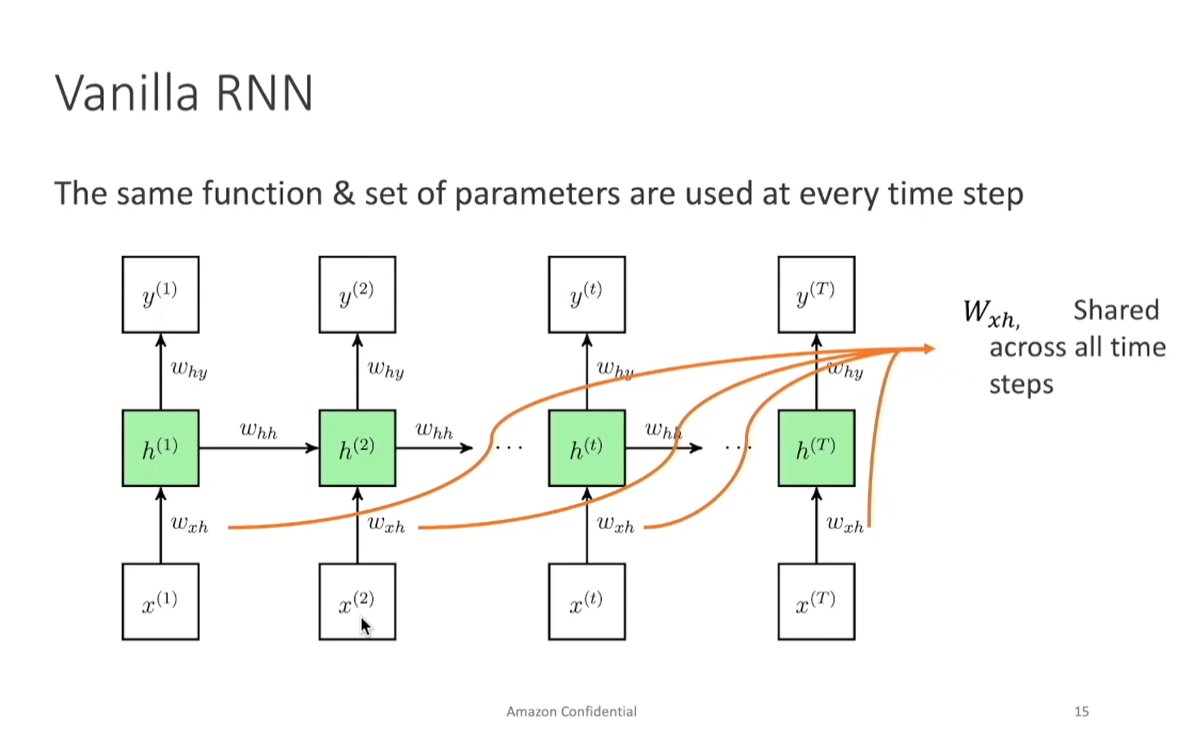 Vanilla RNN
The same function & set of parameters are used at every time step
y^(1) y^(2) y^(t) y^(T)
W_xh, Shared
across all time
steps
w_hy w_hy w_hy w_hy
w_hh w_hh w_hh
h^(1) h^(2) ... h^(t) ... h^(T)
w_xh w_xh w_xh w_xh
x^(1) x^(2) x^(t) x^(T)
Amazon Confidential 15